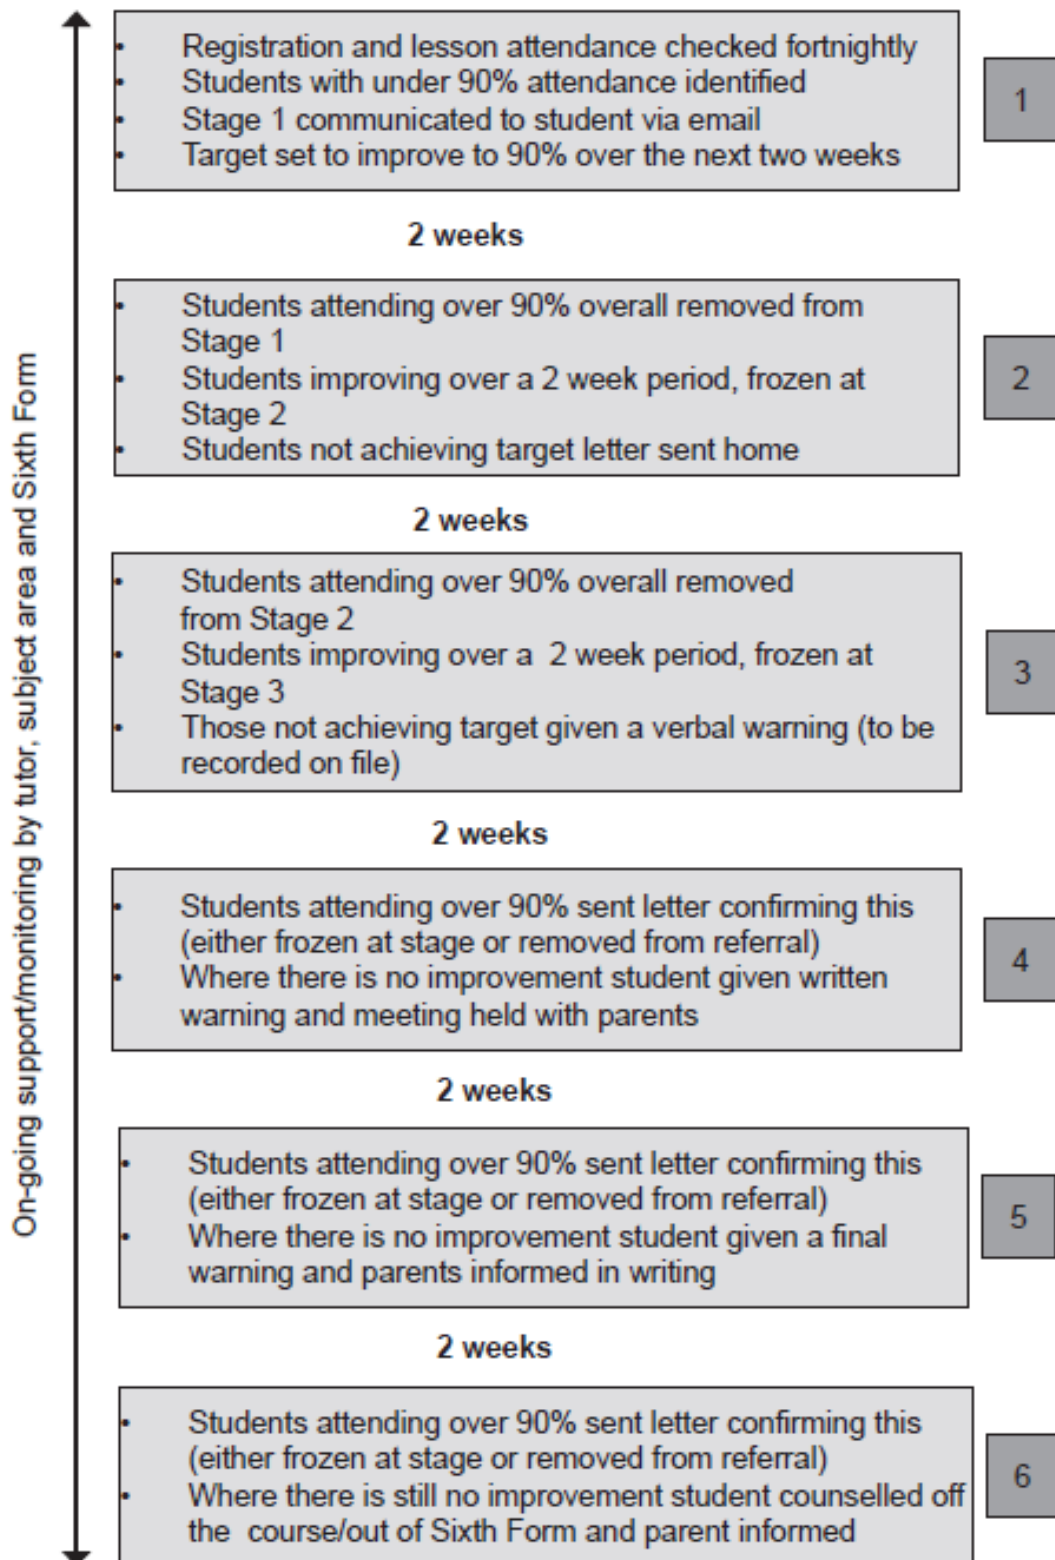 On-going support/monitoring by tutor, subject area and Sixth Form
• Registration and lesson attendance checked fortnightly
• Students with under 90% attendance identified
• Stage 1 communicated to student via email
• Target set to improve to 90% over the next two weeks
1
2 weeks
• Students attending over 90% overall removed from
Stage 1
• Students improving over a 2 week period, frozen at
Stage 2
• Students not achieving target letter sent home
2
2 weeks
• Students attending over 90% overall removed
from Stage 2
• Students improving over a 2 week period, frozen at
Stage 3
• Those not achieving target given a verbal warning (to be
recorded on file)
3
2 weeks
• Students attending over 90% sent letter confirming this
(either frozen at stage or removed from referral)
• Where there is no improvement student given written
warning and meeting held with parents
4
2 weeks
• Students attending over 90% sent letter confirming this
(either frozen at stage or removed from referral)
• Where there is no improvement student given a final
warning and parents informed in writing
5
2 weeks
• Students attending over 90% sent letter confirming this
(either frozen at stage or removed from referral)
• Where there is still no improvement student counselled off
the course/out of Sixth Form and parent informed
6